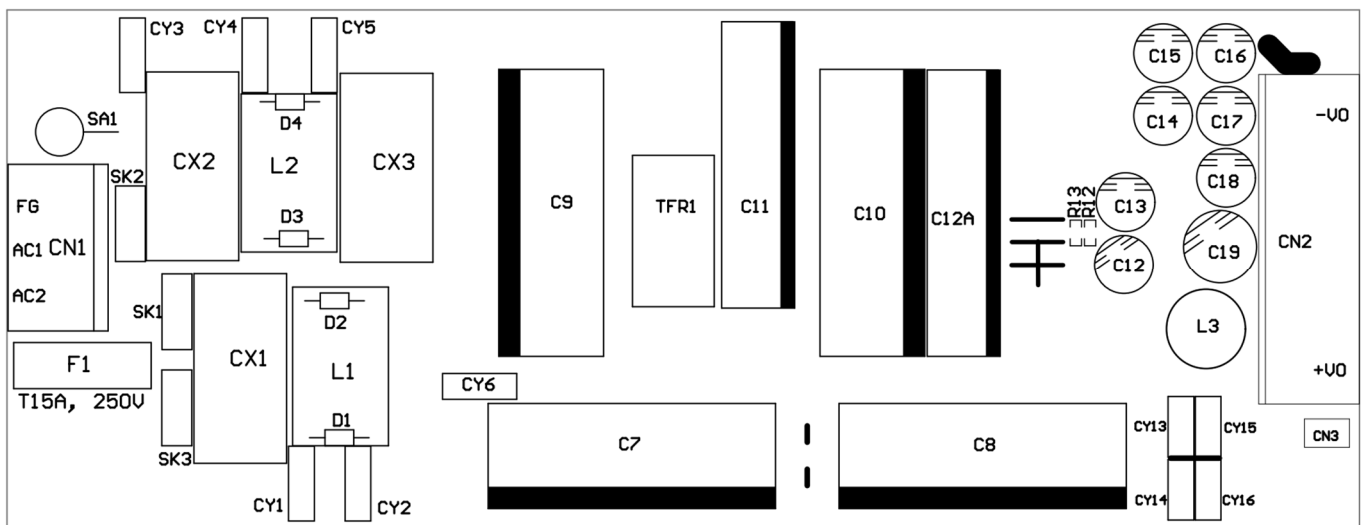 CY3
CY4
CY5
SA1
D4
CX2
L2
CX3
SK2
D3
FG
AC1
CN1
AC2
SK1
D2
CX1
L1
F1
T15A, 250V
D1
SK3
CY1
CY2
C9
TFR1
C11
C10
C12A
CY6
C7
C8
R13
R12
C15
C16
C14
C17
C18
C13
C19
C12
L3
-VO
CN2
+VO
CY13
CY15
CN3
CY14
CY16